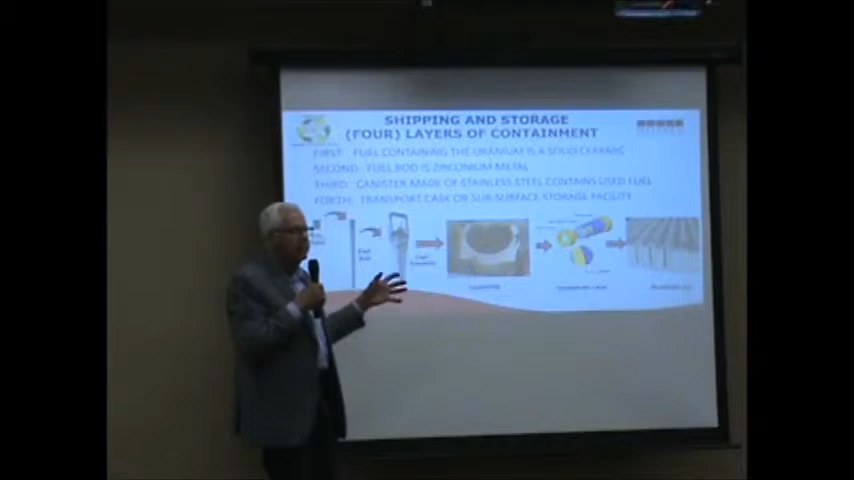 SHIPPING AND STORAGE
(FOUR) LAYERS OF CONTAINMENT
FIRST: FUEL CONTAINING THE URANIUM IS A SOLID CERAMIC
SECOND: FUEL ROD IS ZIRCONIUM METAL
THIRD: CANISTER MADE OF STAINLESS STEEL CONTAINS USED FUEL
FORTH: TRANSPORT CASK OR SUB-SURFACE STORAGE FACILITY
Fuel
Rod